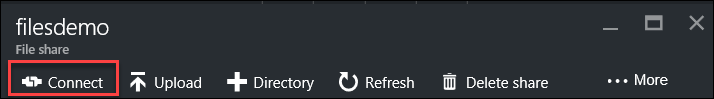 filesdemo
File share
Connect Upload Directory Refresh Delete share ··· More